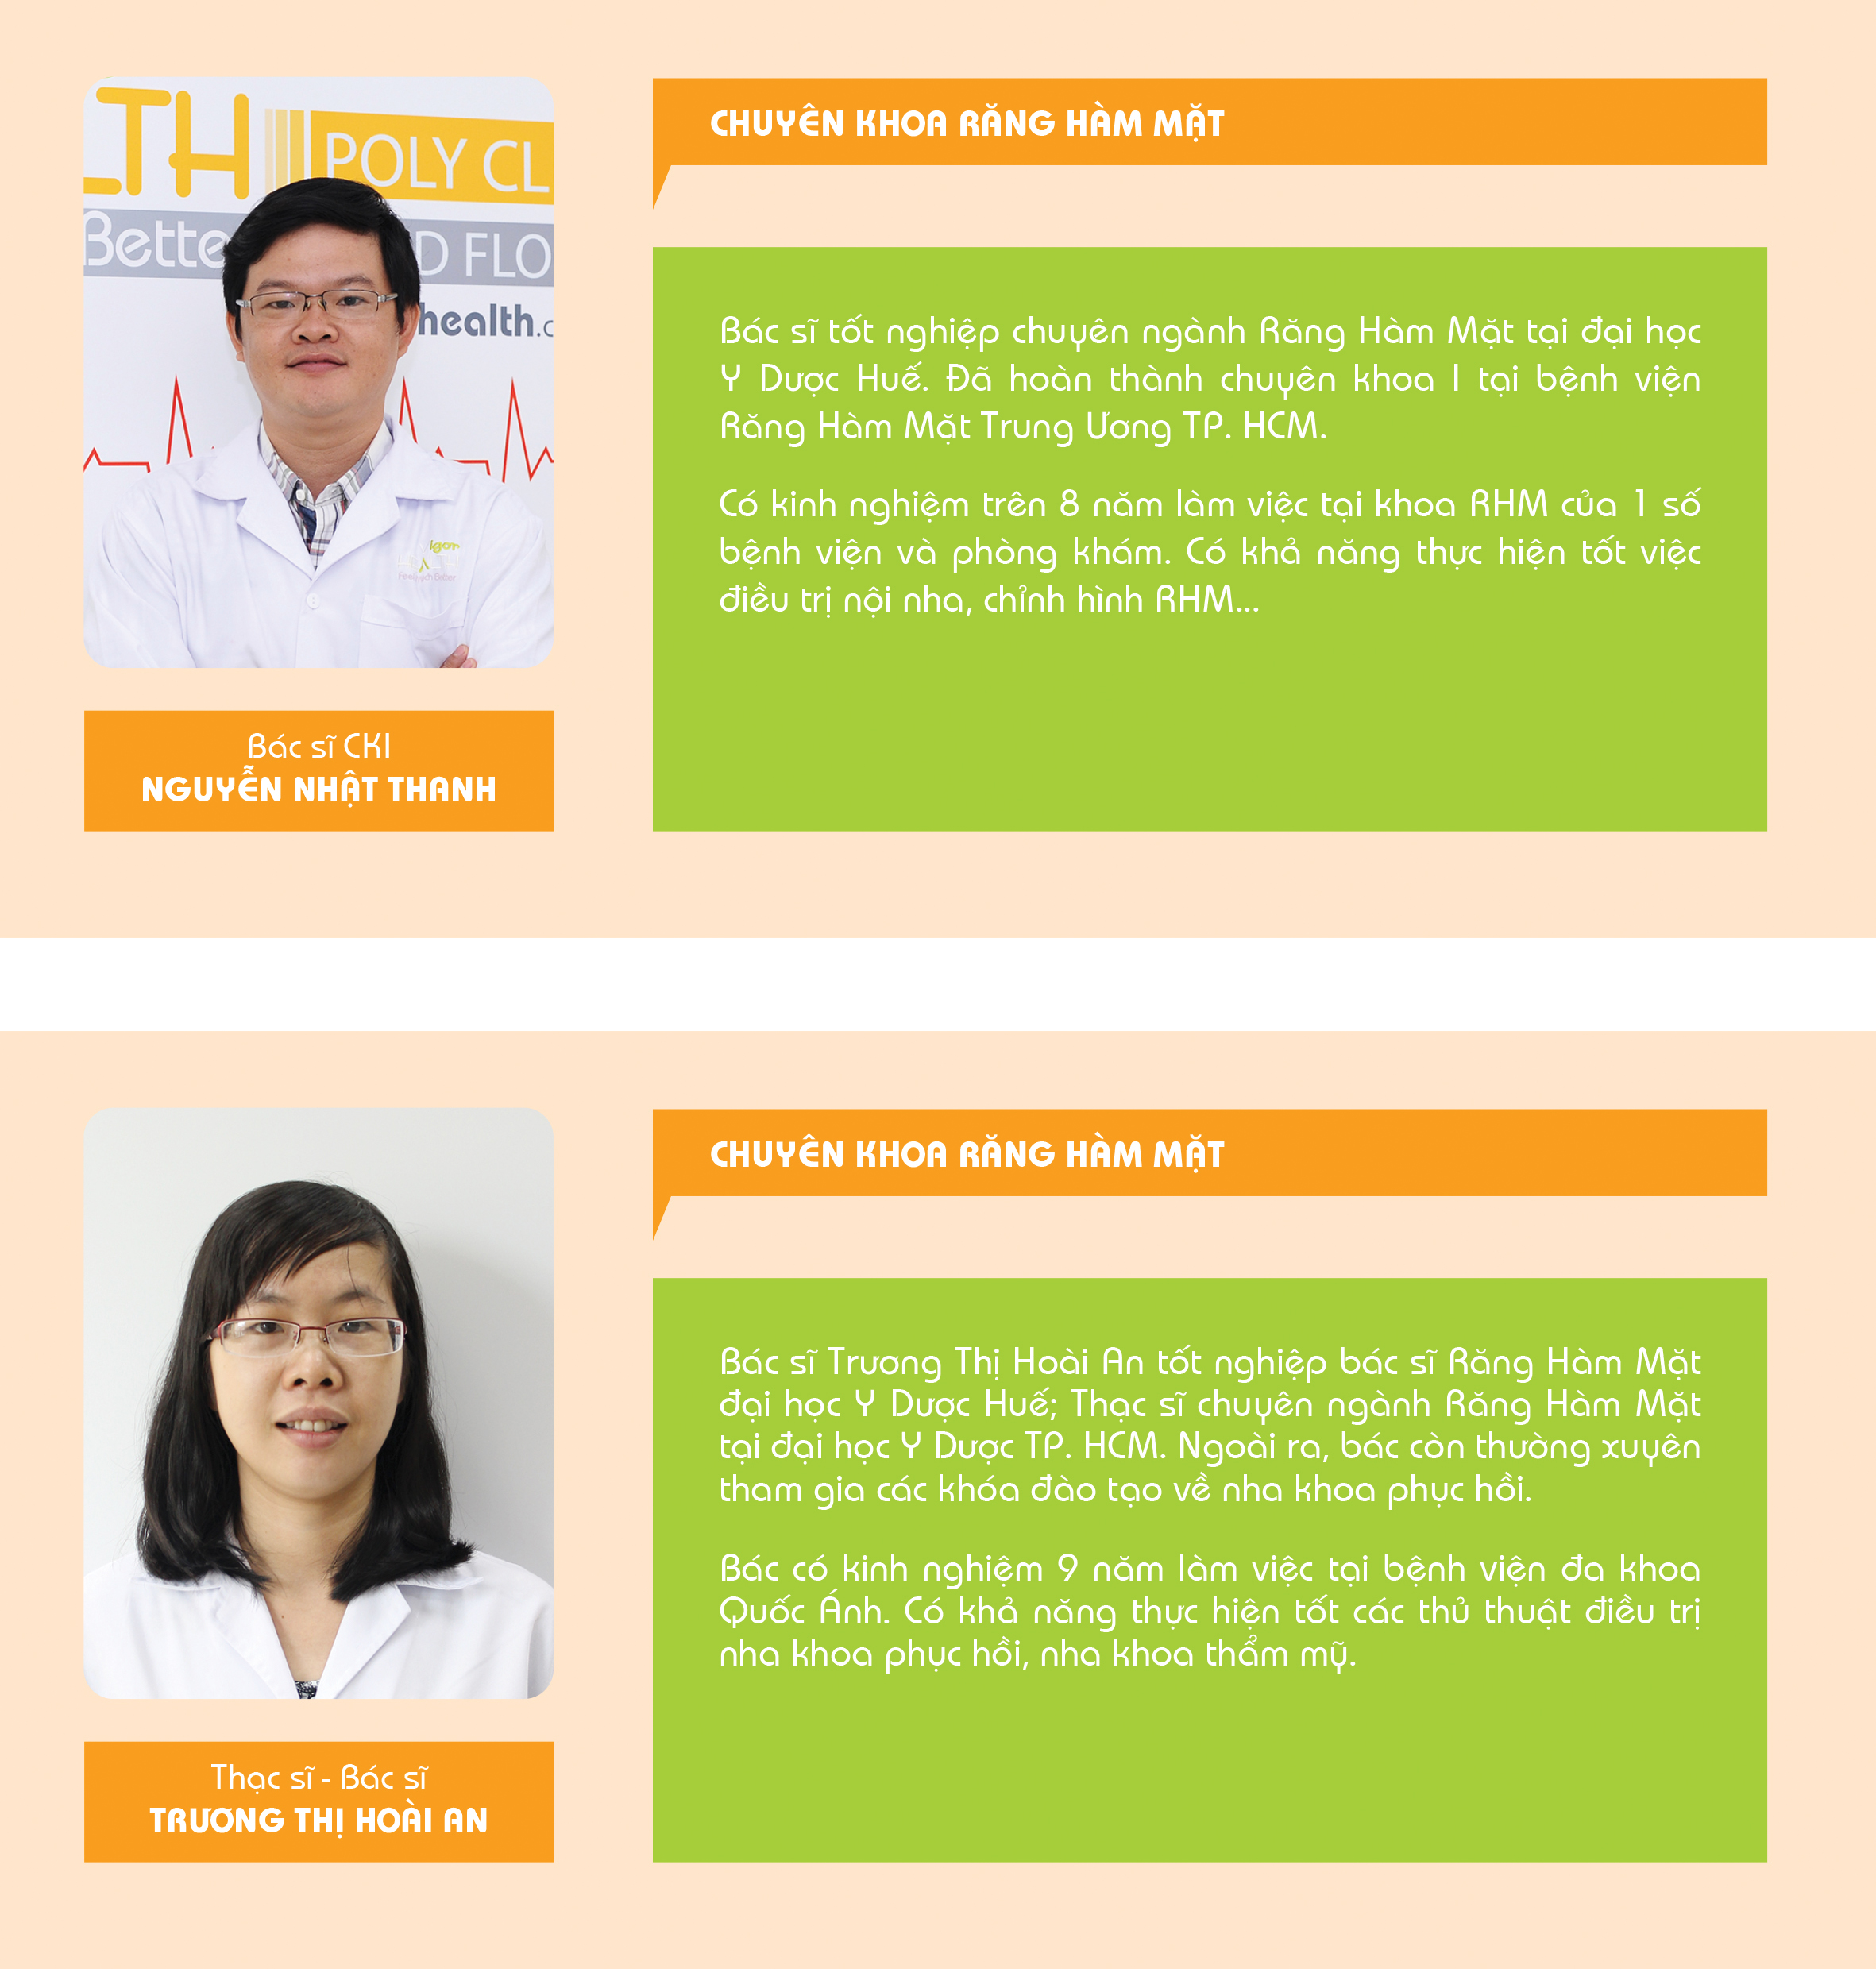 LTH
POLY CL
Bette
D FLO
health.c
igor
CHUYÊN KHOA RĂNG HÀM MẶT
Bác sĩ tốt nghiệp chuyên ngành Răng Hàm Mặt tại đại học
Y Dược Huế. Đã hoàn thành chuyên khoa I tại bệnh viện
Răng Hàm Mặt Trung Ương TP. HCM.
Có kinh nghiệm trên 8 năm làm việc tại khoa RHM của 1 số
bệnh viện và phòng khám. Có khả năng thực hiện tốt việc
điều trị nội nha, chỉnh hình RHM...
Bác sĩ CKI
NGUYỄN NHẬT THANH
CHUYÊN KHOA RĂNG HÀM MẶT
Bác sĩ Trương Thị Hoài An tốt nghiệp bác sĩ Răng Hàm Mặt
đại học Y Dược Huế; Thạc sĩ chuyên ngành Răng Hàm Mặt
tại đại học Y Dược TP. HCM. Ngoài ra, bác còn thường xuyên
tham gia các khóa đào tạo về nha khoa phục hồi.
Bác có kinh nghiệm 9 năm làm việc tại bệnh viện đa khoa
Quốc Ánh. Có khả năng thực hiện tốt các thủ thuật điều trị
nha khoa phục hồi, nha khoa thẩm mỹ.
Thạc sĩ - Bác sĩ
TRƯƠNG THỊ HOÀI AN